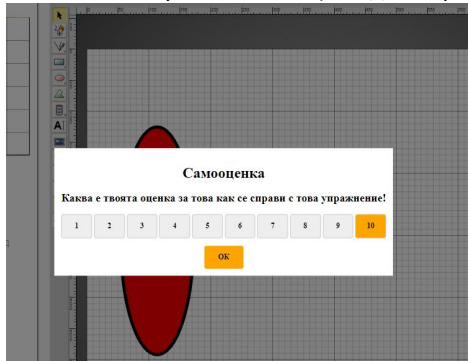 A
Самооценка
Каква е твоята оценка за това как се справи с това упражнение!
1 2 3 4 5 6 7 8 9 10
ОК